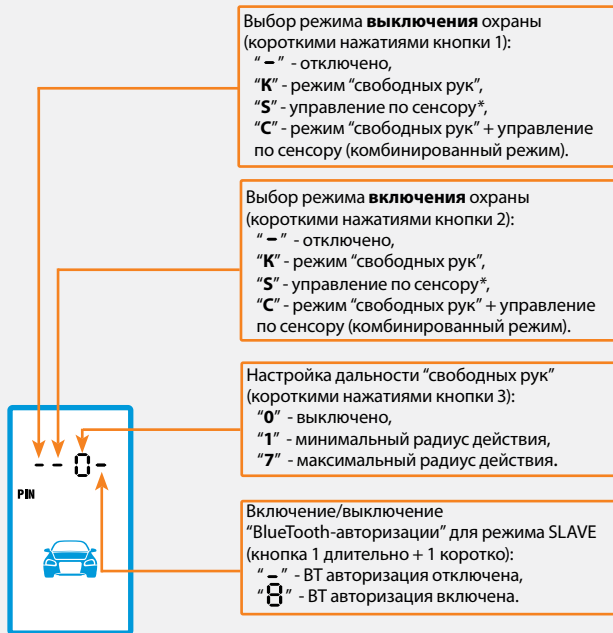 Выбор режима выключения охраны
(короткими нажатиями кнопки 1):
“ – ” - отключено,
“K” - режим “свободных рук”,
“S” - управление по сенсору*,
“C” - режим “свободных рук” + управление
по сенсору (комбинированный режим).
Выбор режима включения охраны
(короткими нажатиями кнопки 2):
“ – ” - отключено,
“K” - режим “свободных рук”,
“S” - управление по сенсору*,
“C” - режим “свободных рук” + управление
по сенсору (комбинированный режим).
Настройка дальности “свободных рук”
(короткими нажатиями кнопки 3):
“0” - выключено,
“1” - минимальный радиус действия,
“7” - максимальный радиус действия.
Включение/выключение
“BlueTooth-авторизации” для режима SLAVE
(кнопка 1 длительно + 1 коротко):
“ – ” - BT авторизация отключена,
“8” - BT авторизация включена.
- - 0 -
PIN